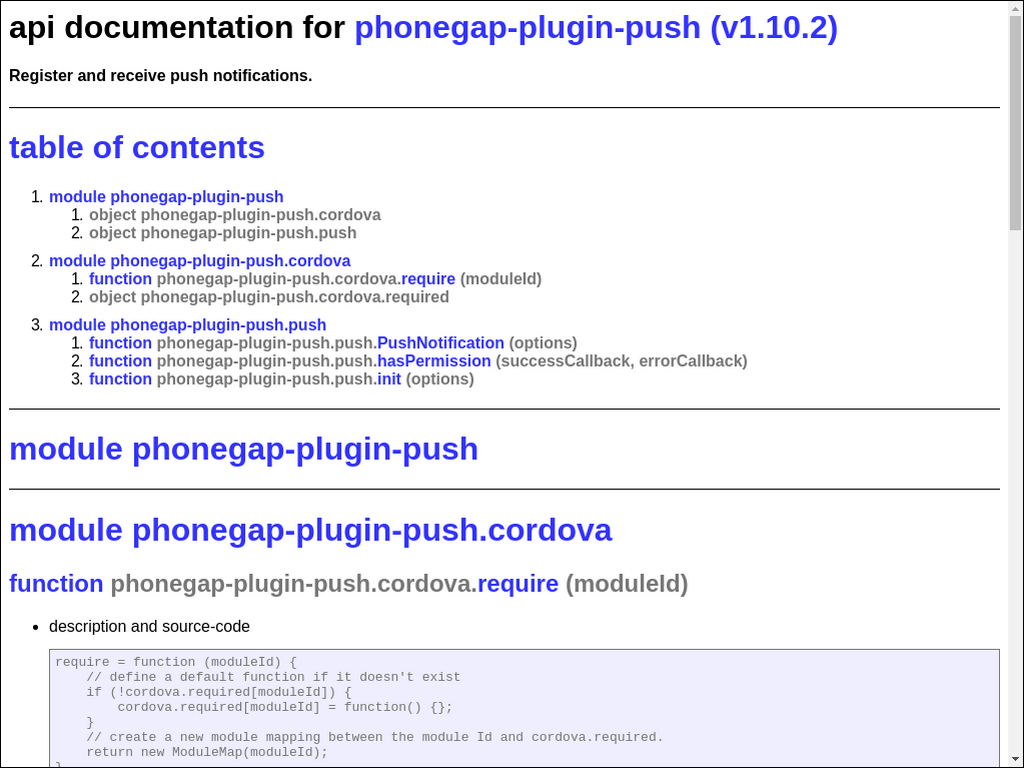 api documentation for phonegap-plugin-push (v1.10.2)
Register and receive push notifications.
table of contents
1. module phonegap-plugin-push
1. object phonegap-plugin-push.cordova
2. object phonegap-plugin-push.push
2. module phonegap-plugin-push.cordova
1. function phonegap-plugin-push.cordova.require (moduleId)
2. object phonegap-plugin-push.cordova.required
3. module phonegap-plugin-push.push
1. function phonegap-plugin-push.push.PushNotification (options)
2. function phonegap-plugin-push.push.hasPermission (successCallback, errorCallback)
3. function phonegap-plugin-push.push.init (options)
module phonegap-plugin-push
module phonegap-plugin-push.cordova
function phonegap-plugin-push.cordova.require (moduleId)
• description and source-code
require = function (moduleId) {
    // define a default function if it doesn't exist
    if (!cordova.required[moduleId]) {
        cordova.required[moduleId] = function() {};
    }
    // create a new module mapping between the module Id and cordova.required.
    return new ModuleMap(moduleId);
}